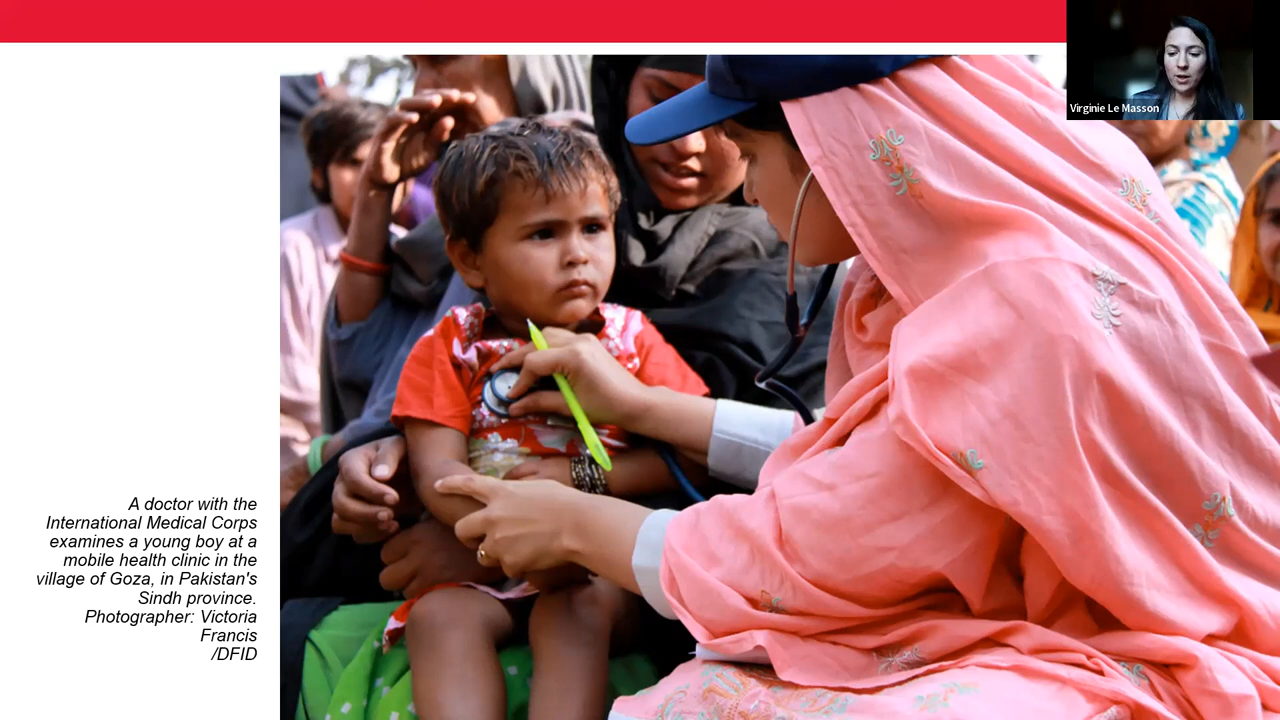 Virginie Le Masson
A doctor with the
International Medical Corps
examines a young boy at a
mobile health clinic in the
village of Goza, in Pakistan's
Sindh province.
Photographer: Victoria
Francis
/DFID